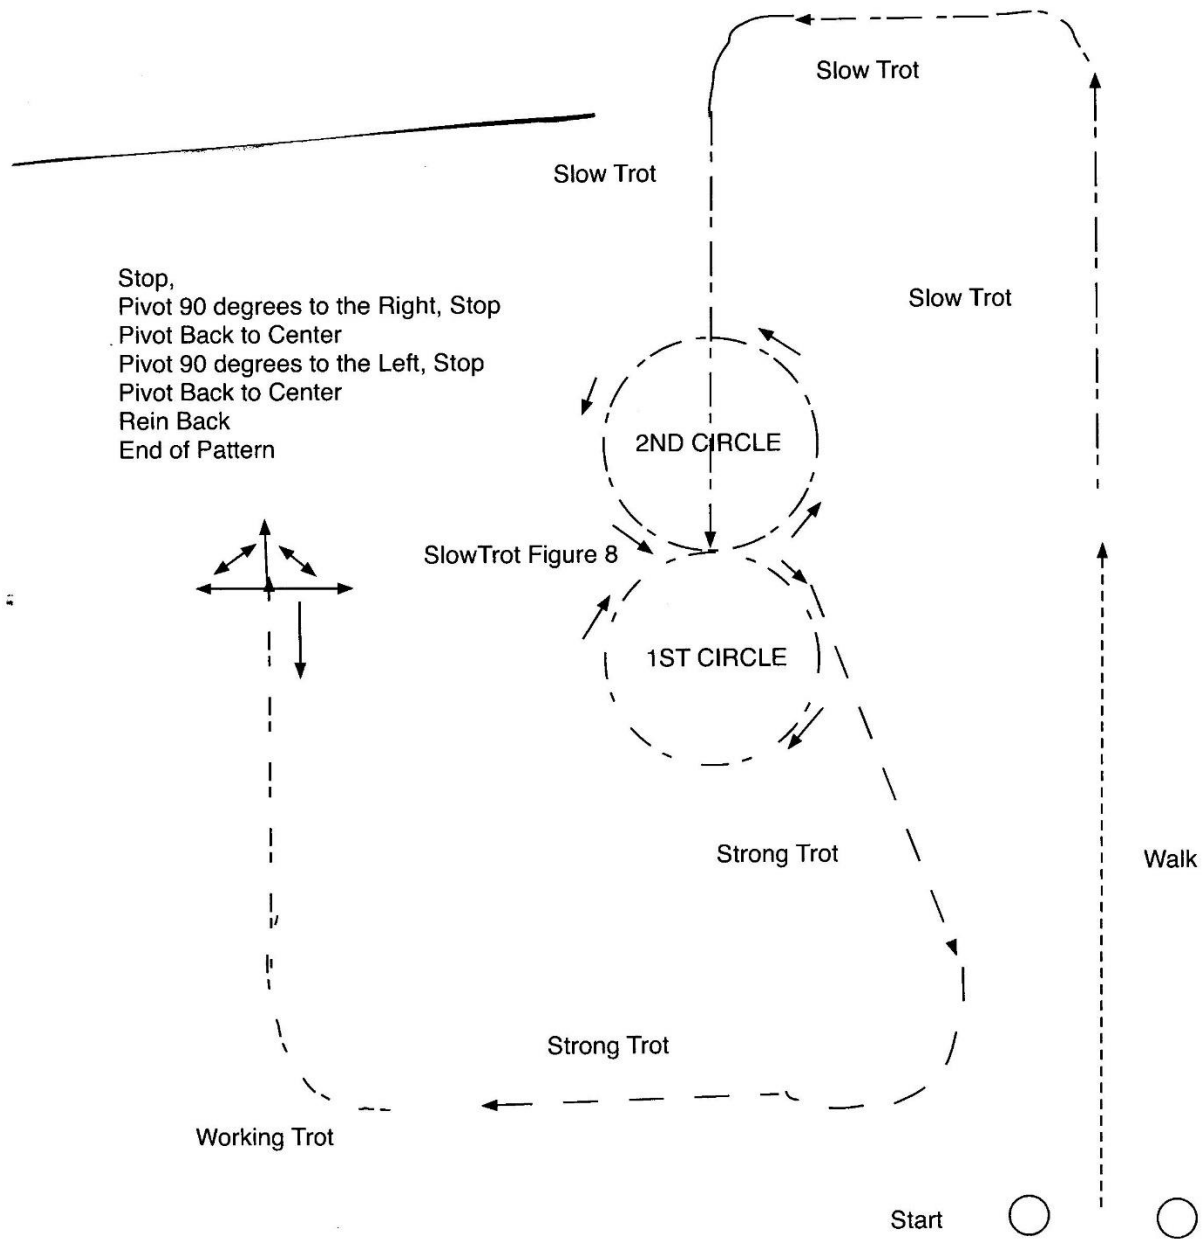 Slow Trot
Slow Trot
Slow Trot
Stop,
Pivot 90 degrees to the Right, Stop
Pivot Back to Center
Pivot 90 degrees to the Left, Stop
Pivot Back to Center
Rein Back
End of Pattern
2ND CIRCLE
SlowTrot Figure 8
1ST CIRCLE
Strong Trot
Walk
Strong Trot
Working Trot
Start